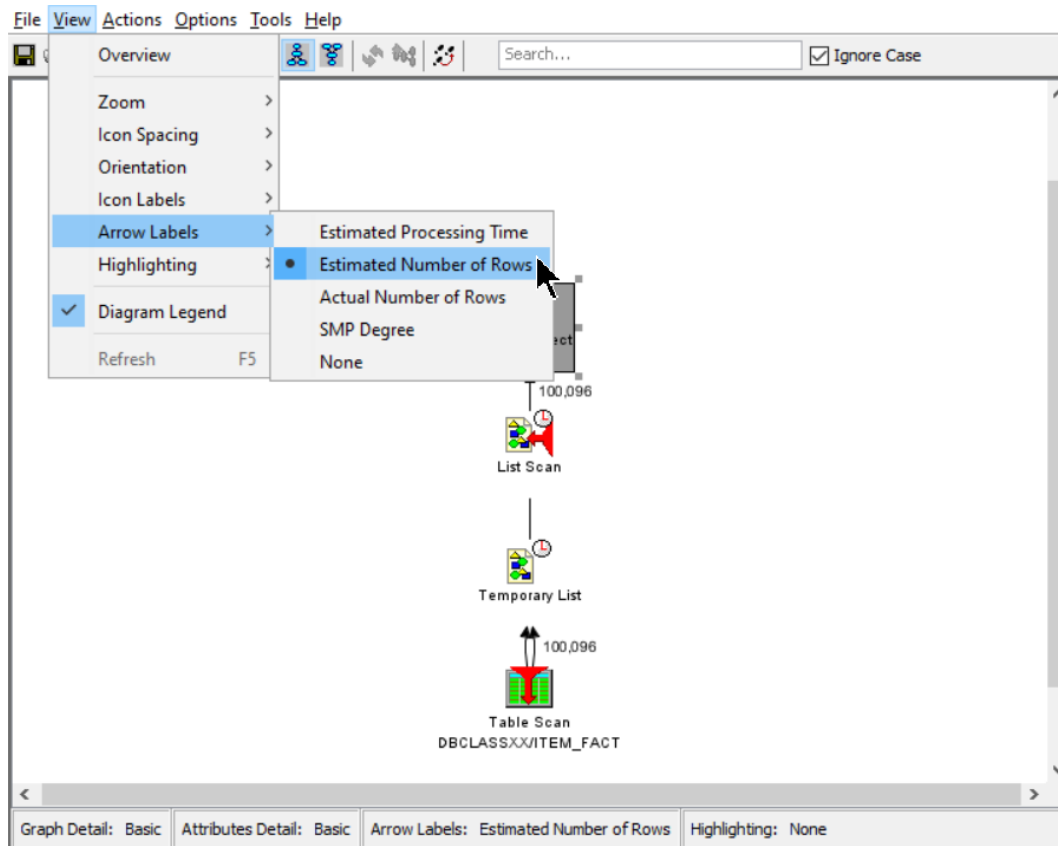 File View Actions Options Tools Help
Search...
Ignore Case
Overview
Zoom
Icon Spacing
Orientation
Icon Labels
Arrow Labels
Highlighting
Diagram Legend
Refresh F5
Estimated Processing Time
Estimated Number of Rows
Actual Number of Rows
SMP Degree
None
ect
100,096
List Scan
Temporary List
100,096
Table Scan
DBCLASSXX/ITEM_FACT
Graph Detail: Basic Attributes Detail: Basic Arrow Labels: Estimated Number of Rows Highlighting: None